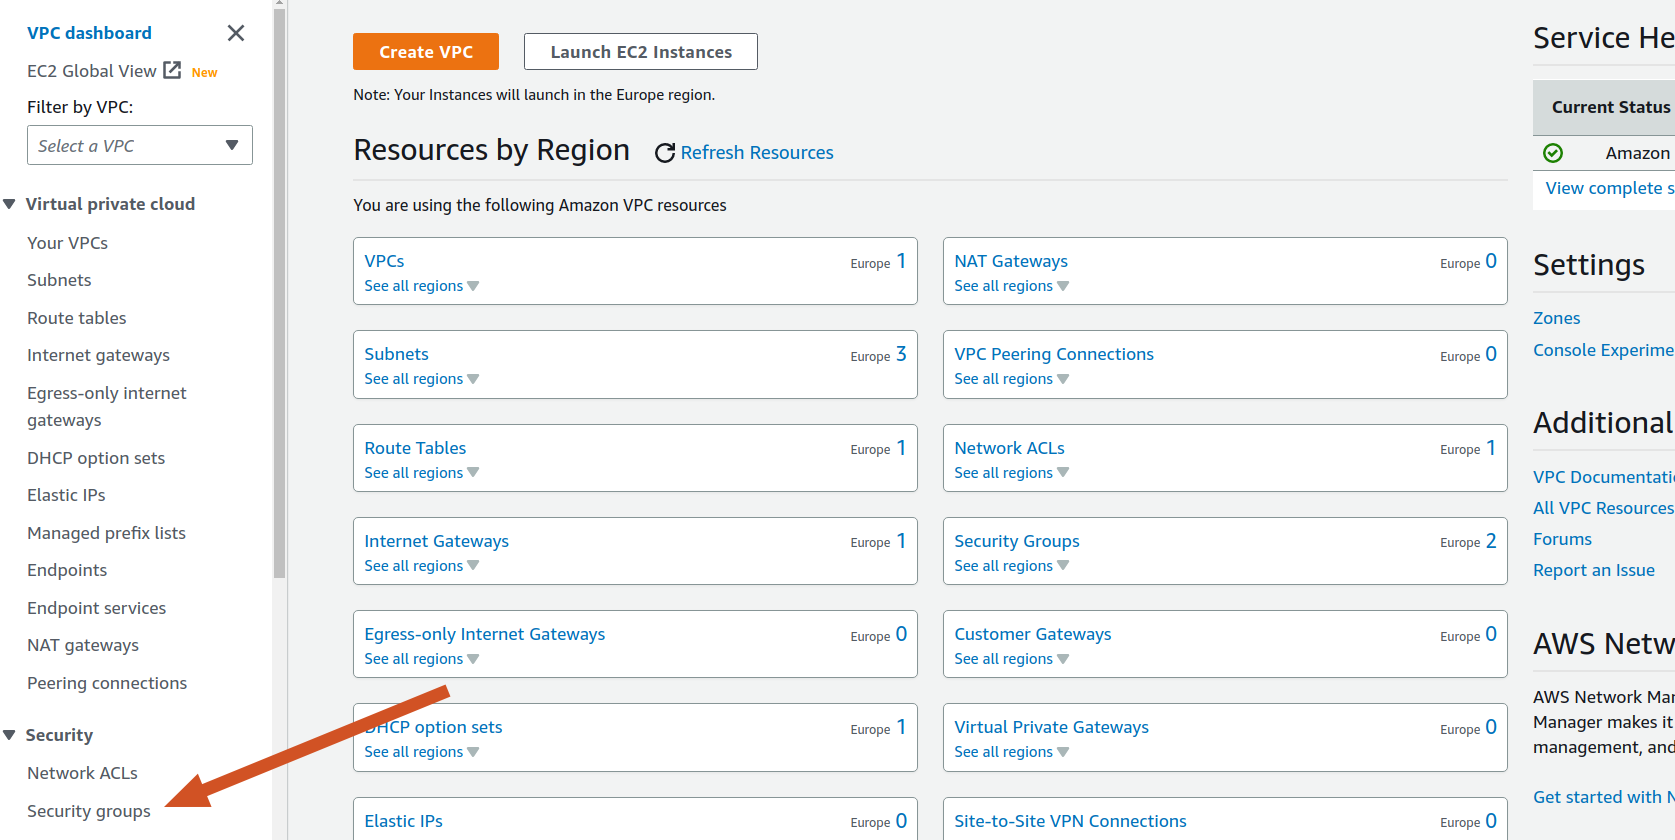 VPC dashboard
EC2 Global View New
Filter by VPC:
Select a VPC
Virtual private cloud
Your VPCs
Subnets
Route tables
Internet gateways
Egress-only internet
gateways
DHCP option sets
Elastic IPs
Managed prefix lists
Endpoints
Endpoint services
NAT gateways
Peering connections
Security
Network ACLs
Security groups
Create VPC
Launch EC2 Instances
Note: Your Instances will launch in the Europe region.
Resources by Region
Refresh Resources
You are using the following Amazon VPC resources
VPCs Europe 1
See all regions
NAT Gateways Europe 0
See all regions
Subnets Europe 3
See all regions
VPC Peering Connections Europe 0
See all regions
Route Tables Europe 1
See all regions
Network ACLs Europe 1
See all regions
Internet Gateways Europe 1
See all regions
Security Groups Europe 2
See all regions
Egress-only Internet Gateways Europe 0
See all regions
Customer Gateways Europe 0
See all regions
DHCP option sets Europe 1
See all regions
Virtual Private Gateways Europe 0
See all regions
Elastic IPs Europe 0
Site-to-Site VPN Connections Europe 0
Service He
Current Status
Amazon
View complete s
Settings
Zones
Console Experime
Additional
VPC Documentati
All VPC Resources
Forums
Report an Issue
AWS Netw
AWS Network Mar
Manager makes it
management, and
Get started with N